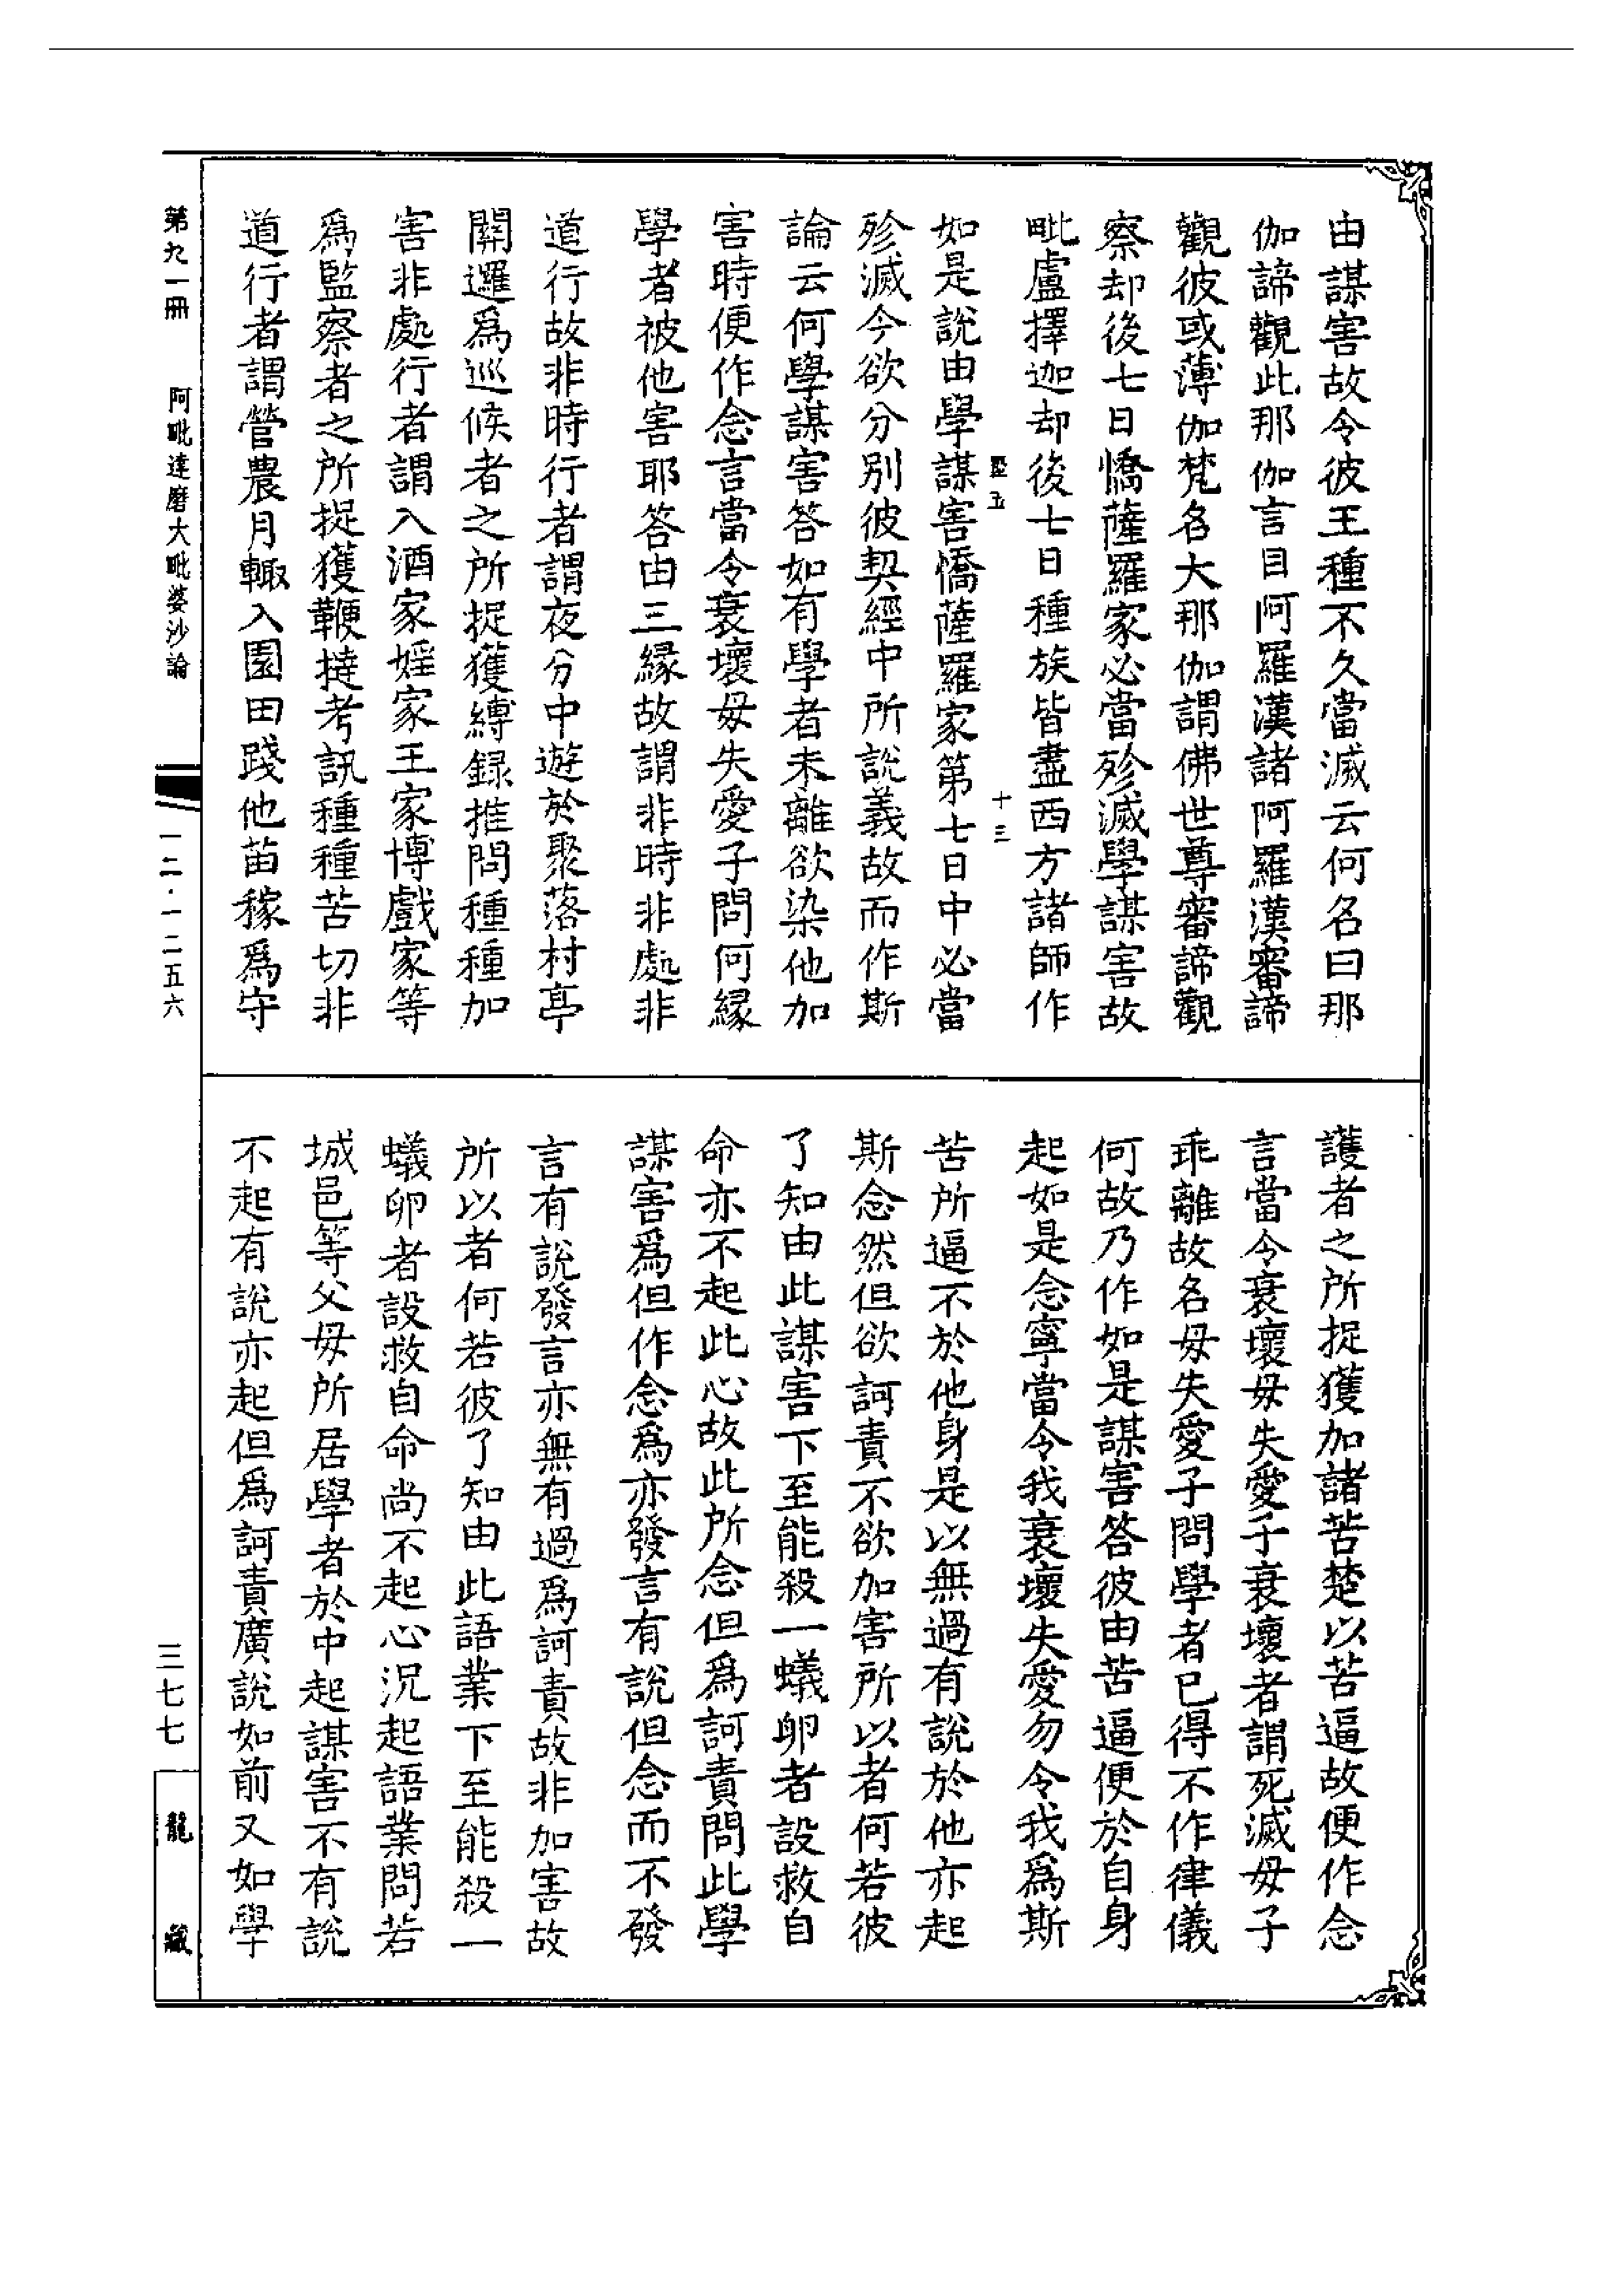 由謀害故令彼王種不久當滅云何名曰那
伽諦觀此那伽言目阿羅漢諸阿羅漢審諦
觀彼或薄伽梵名大那伽謂佛世尊審諦觀
察却後七日憍薩羅家必當殄滅學謀害故
毗盧擇迦却後七日種族皆盡西方諸師作
五 十三
如是說由學謀害憍薩羅家第七日中必當
殄滅今欲分別彼契經中所說義故而作斯
論云何學謀害答如有學者未離欲染他加
害時便作念言當令衰壞毋失愛子問何縁
學者被他害耶答由三縁故謂非時非處非
道行故非時行者謂夜分中遊於聚落村亭
關邏爲巡候者之所捉獲縛録推問種種加
害非處行者謂入酒家婬家王家博戲家等
爲監察者之所捉獲鞭撻考訊種種苦切非
道行者謂營農月輙入園田踐他苗稼爲守
護者之所捉獲加諸苦楚以苦逼故便作念
言當令衰壞毋失愛子衰壞者謂死滅毋子
乖離故名毋失愛子問學者已得不作律儀
何故乃作如是謀害答彼由苦逼便於自身
起如是念寧當令我衰壞失愛勿令我爲斯
苦所逼不於他身是以無過有說於他亦起
斯念然但欲訶責不欲加害所以者何若彼
了知由此謀害下至能殺一蟻卵者設救自
命亦不起此心故此所念但爲訶責問此學
謀害爲但作念爲亦發言有說但念而不發
言有說發言亦無有過爲訶責故非加害故
所以者何若彼了知由此語業下至能殺一
蟻卵者設救自命尚不起心況起語業問若
城邑等父毋所居學者於中起謀害不有說
不起有說亦起但爲訶責廣說如前又如學
第九一冊 阿毗達磨大毗婆沙論 一二·一二五六 三七七 龍藏